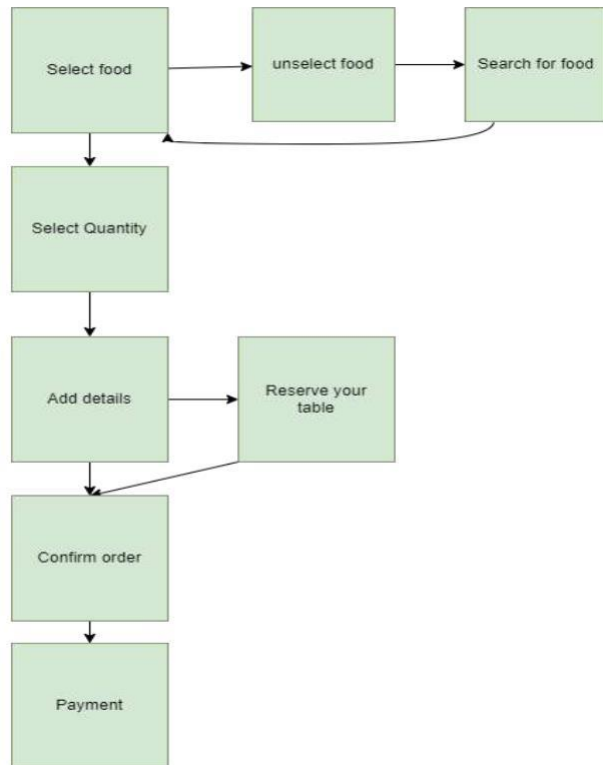 Select food
unselect food
Search for food
Select Quantity
Add details
Reserve your
table
Confirm order
Payment